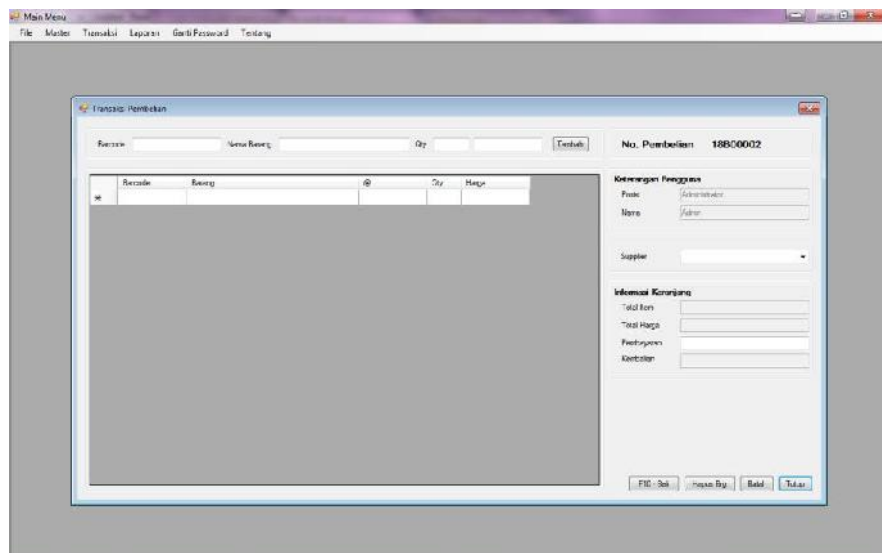 Main Menu
File Master Transaksi Laporan Ganti Password Tentang
Transaksi Pembelian
Barcode Nama Barang Qty Tambah
No. Pembelian 18B00002
Barcode Barang @ Qty Harga
Keterangan Pengguna
Posisi Administrator
Nama Admin
Supplier
Informasi Keranjang
Total Item
Total Harga
Pembayaran
Kembalian
F10 - Beli Hapus Brg Batal Tutup